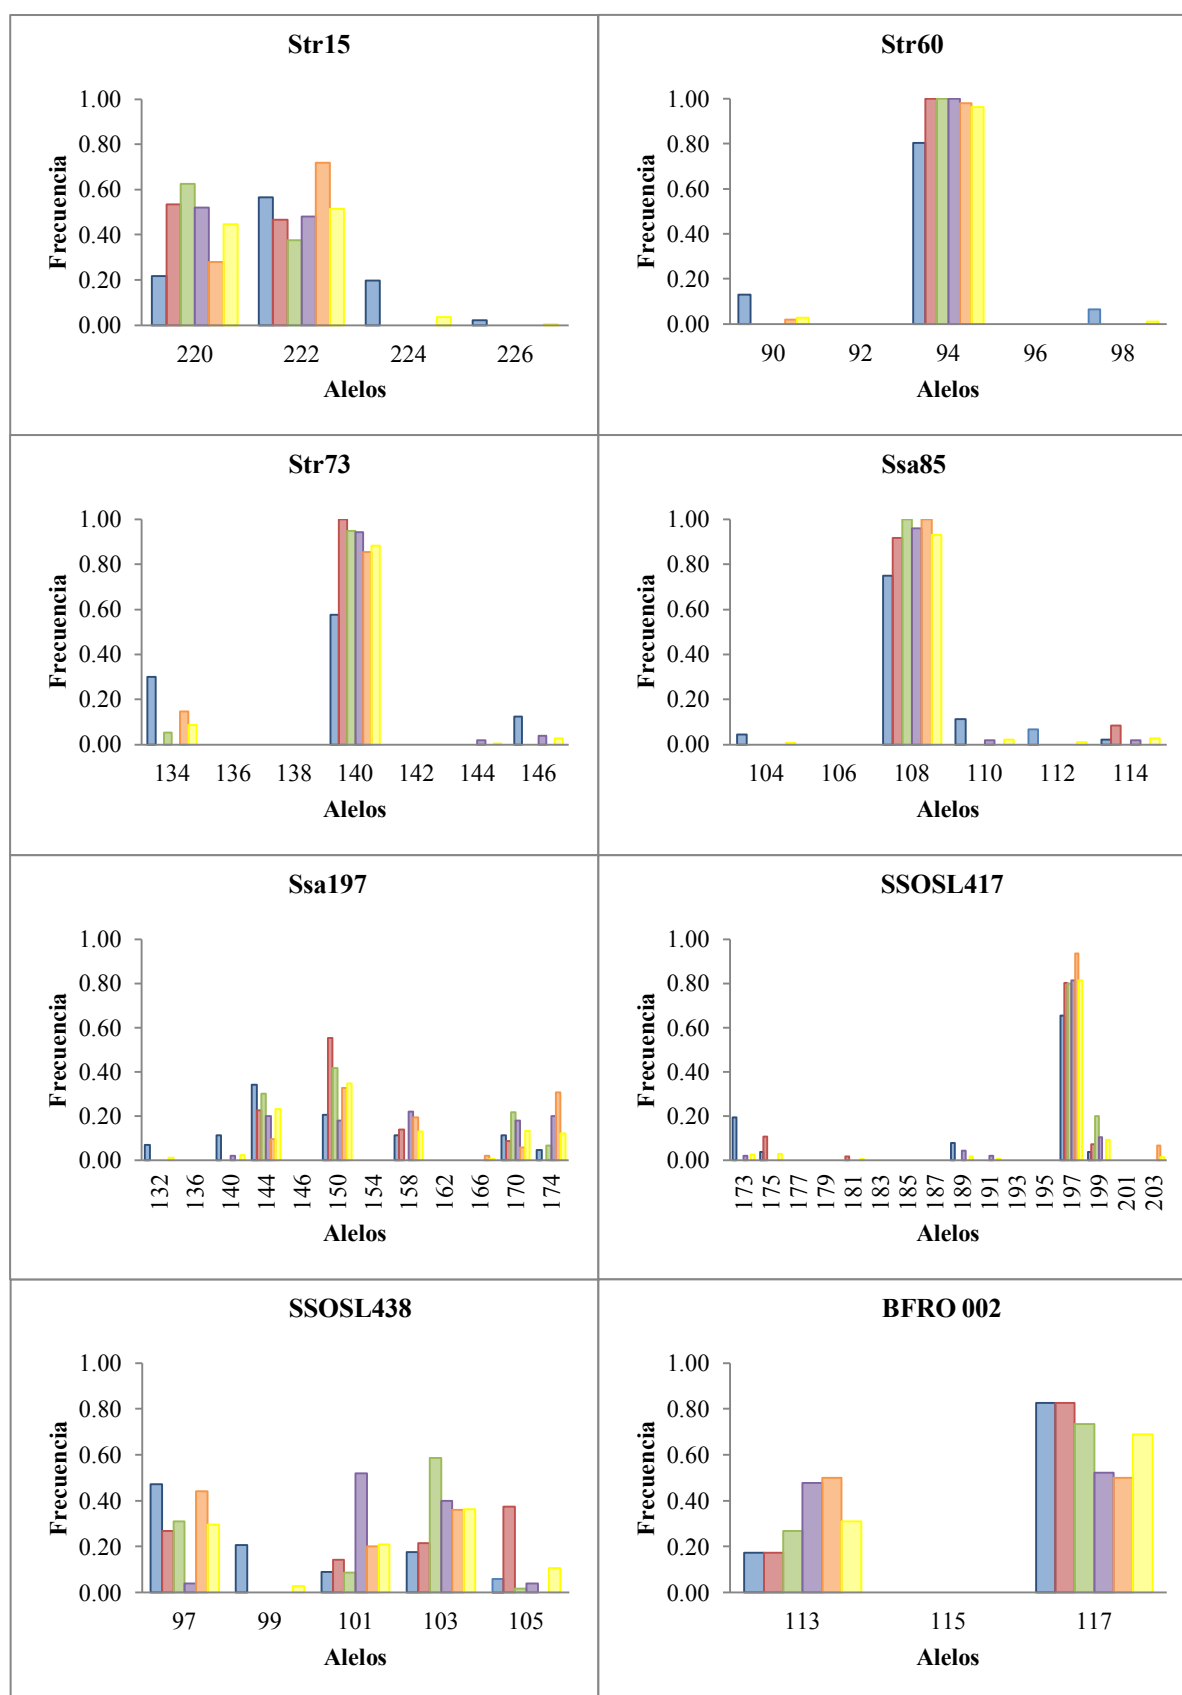 Str15
1.00
0.80
0.60
0.40
0.20
0.00
Frecuencia
220 222 224 226
Alelos
Str60
1.00
0.80
0.60
0.40
0.20
0.00
Frecuencia
90 92 94 96 98
Alelos
Str73
1.00
0.80
0.60
0.40
0.20
0.00
Frecuencia
134 136 138 140 142 144 146
Alelos
Ssa85
1.00
0.80
0.60
0.40
0.20
0.00
Frecuencia
104 106 108 110 112 114
Alelos
Ssa197
1.00
0.80
0.60
0.40
0.20
0.00
Frecuencia
132 136 140 144 146 150 154 158 162 166 170 174
Alelos
SSOSL417
1.00
0.80
0.60
0.40
0.20
0.00
Frecuencia
173 175 177 179 181 183 185 187 189 191 193 195 197 199 201 203
Alelos
SSOSL438
1.00
0.80
0.60
0.40
0.20
0.00
Frecuencia
97 99 101 103 105
Alelos
BFRO 002
1.00
0.80
0.60
0.40
0.20
0.00
Frecuencia
113 115 117
Alelos